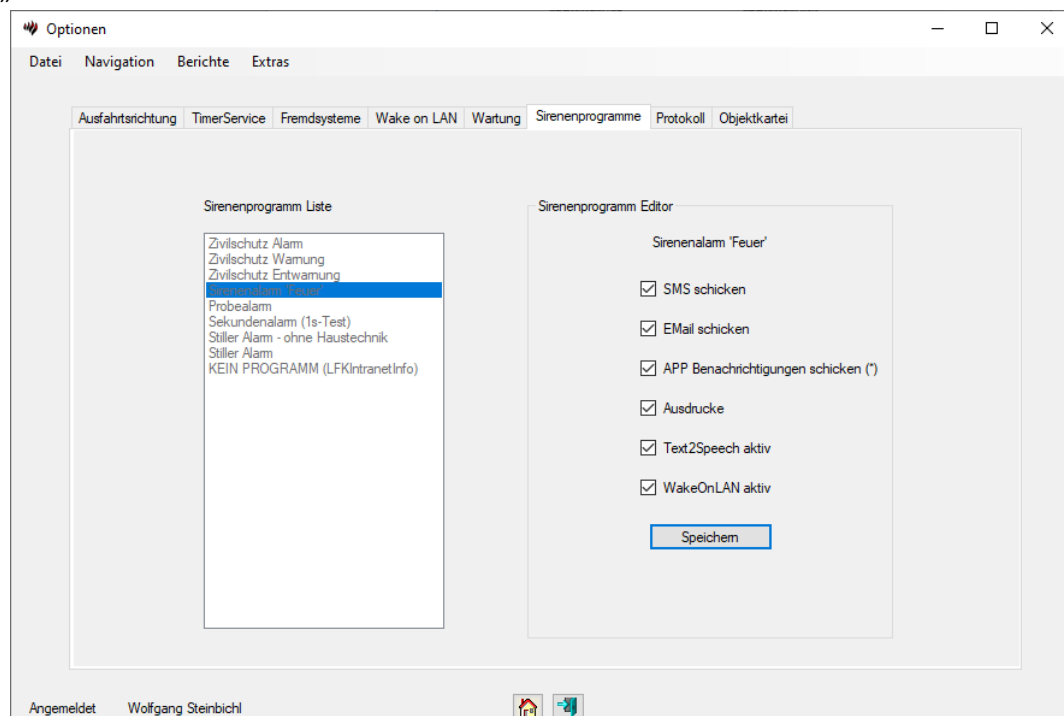 „
Optionen
Datei Navigation Berichte Extras
Ausfahrtsrichtung TimerService Fremdsysteme Wake on LAN Wartung Sirenenprogramme Protokoll Objektkartei
Sirenenprogramm Liste
Zivilschutz Alarm
Zivilschutz Warnung
Zivilschutz Entwarnung
Sirenenalarm 'Feuer'
Probealarm
Sekundenalarm (1s-Test)
Stiller Alarm - ohne Haustechnik
Stiller Alarm
KEIN PROGRAMM (LFKIntranetInfo)
Sirenenprogramm Editor
Sirenenalarm 'Feuer'
SMS schicken
EMail schicken
APP Benachrichtigungen schicken (*)
Ausdrucke
Text2Speech aktiv
WakeOnLAN aktiv
Speichern
Angemeldet Wolfgang Steinbichl